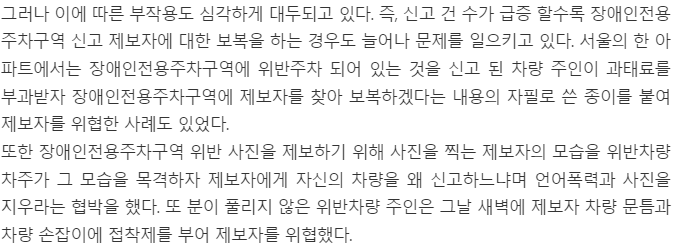 그러나 이에 따른 부작용도 심각하게 대두되고 있다. 즉, 신고 건 수가 급증 할수록 장애인전용
주차구역 신고 제보자에 대한 보복을 하는 경우도 늘어나 문제를 일으키고 있다. 서울의 한 아
파트에서는 장애인전용주차구역에 위반주차 되어 있는 것을 신고 된 차량 주인이 과태료를
부과받자 장애인전용주차구역에 제보자를 찾아 보복하겠다는 내용의 자필로 쓴 종이를 붙여
제보자를 위협한 사례도 있었다.
또한 장애인전용주차구역 위반 사진을 제보하기 위해 사진을 찍는 제보자의 모습을 위반차량
차주가 그 모습을 목격하자 제보자에게 자신의 차량을 왜 신고하느냐며 언어폭력과 사진을
지우라는 협박을 했다. 또 분이 풀리지 않은 위반차량 주인은 그날 새벽에 제보자 차량 문틈과
차량 손잡이에 접착제를 부어 제보자를 위협했다.